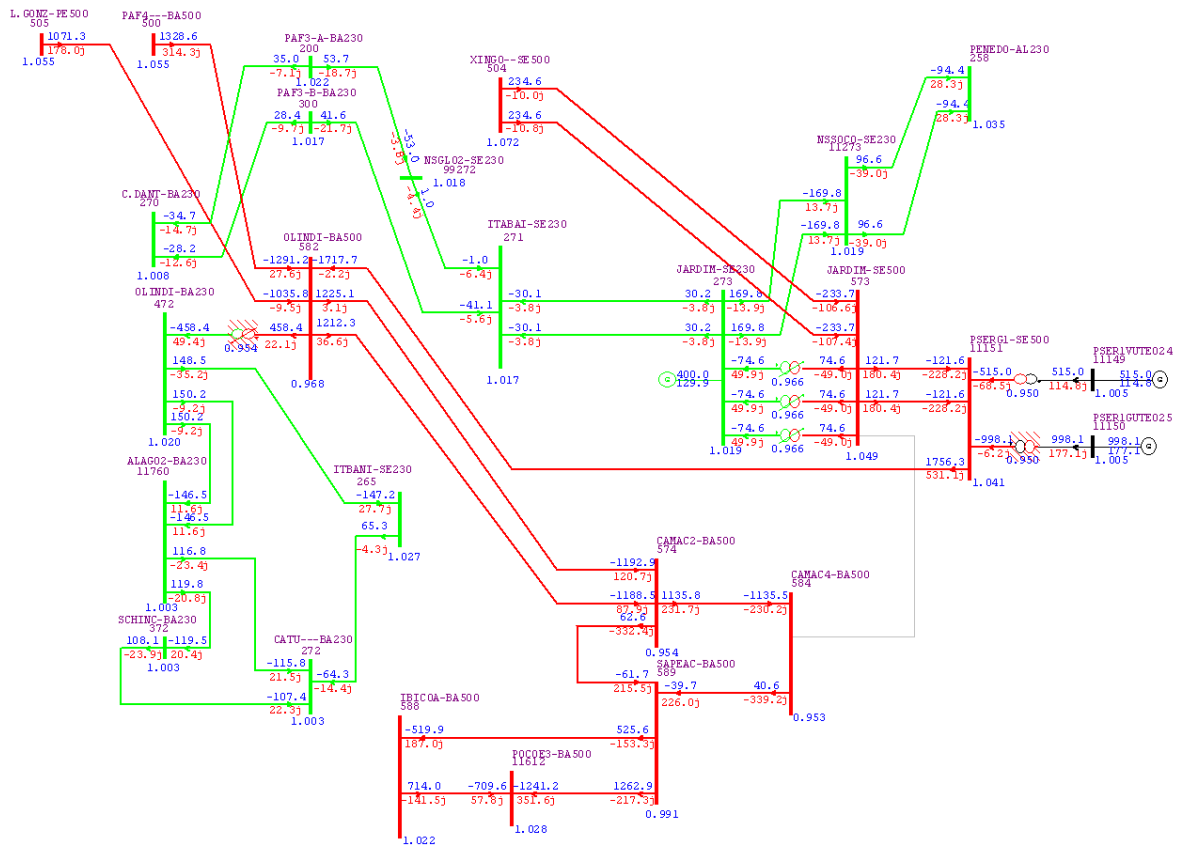 L.GONZ-PE500
505
1071.3
178.0j
1.055
PAF4---BA500
500
1328.6
314.3j
1.055
PAF3-A-BA230
200
35.0
-7.1j
53.7
-18.7j
1.022
PAF3-B-BA230
300
28.4
-9.7j
41.6
-21.7j
1.017
-53.0
-3.8j
NSGLO2-SE230
99272
1.018
1.0
-4.4j
XINGO--SE500
504
234.6
-10.0j
234.6
-10.8j
1.072
PENEDO-AL230
258
-94.4
28.3j
-94.4
28.3j
1.035
NSSOCO-SE230
11273
96.6
-39.0j
-169.8
13.7j
-169.8
13.7j
96.6
-39.0j
1.019
C.DANT-BA230
270
-34.7
-14.7j
-28.2
-12.6j
1.008
OLINDI-BA500
582
-1291.2
27.6j
-1717.7
-2.2j
-1035.8
-9.5j
1225.1
3.1j
458.4
22.1j
1212.3
36.6j
0.968
ITABAI-SE230
271
-1.0
-6.4j
-41.1
-5.6j
-30.1
-3.8j
-30.1
-3.8j
1.017
JARDIM-SE230
273
30.2
-3.8j
169.8
-13.9j
30.2
-3.8j
169.8
-13.9j
400.0
129.9
-74.6
49.9j
-74.6
49.9j
-74.6
49.9j
1.019
0.966
0.966
0.966
JARDIM-SE500
573
-233.7
-106.6j
-233.7
-107.4j
74.6
-49.0j
121.7
180.4j
74.6
-49.0j
121.7
180.4j
74.6
-49.0j
1.049
PSERG1-SE500
11151
-121.6
-228.2j
-121.6
-228.2j
-515.0
-68.5j
-998.1
-6.2j
1756.3
531.1j
1.041
0.950
0.950
PSER1VUTE024
11149
515.0
114.8j
515.0
114.8
1.005
PSER1GUTE025
11150
998.1
177.1j
998.1
177.1
1.005
OLINDI-BA230
472
-458.4
49.4j
0.954
148.5
-35.2j
150.2
-9.2j
150.2
-9.2j
1.020
ALAGO2-BA230
11760
-146.5
11.6j
-146.5
11.6j
116.8
-23.4j
119.8
-20.8j
1.003
ITBANI-SE230
265
-147.2
27.7j
65.3
-4.3j
1.027
SCHINC-BA230
372
108.1
-23.9j
-119.5
20.4j
1.003
CATU---BA230
272
-115.8
21.5j
-107.4
22.3j
-64.3
-14.4j
1.003
CAMAC2-BA500
574
-1192.9
120.7j
-1188.5
87.9j
1135.8
231.7j
62.6
-332.4j
0.954
CAMAC4-BA500
584
-1135.5
-230.2j
40.6
-339.2j
0.953
SAPEAC-BA500
589
-61.7
215.5j
-39.7
226.0j
525.6
-153.3j
1262.9
-217.3j
0.991
IBICOA-BA500
588
-519.9
187.0j
714.0
-141.5j
1.022
POCOE3-BA500
11612
-709.6
57.8j
-1241.2
351.6j
1.028